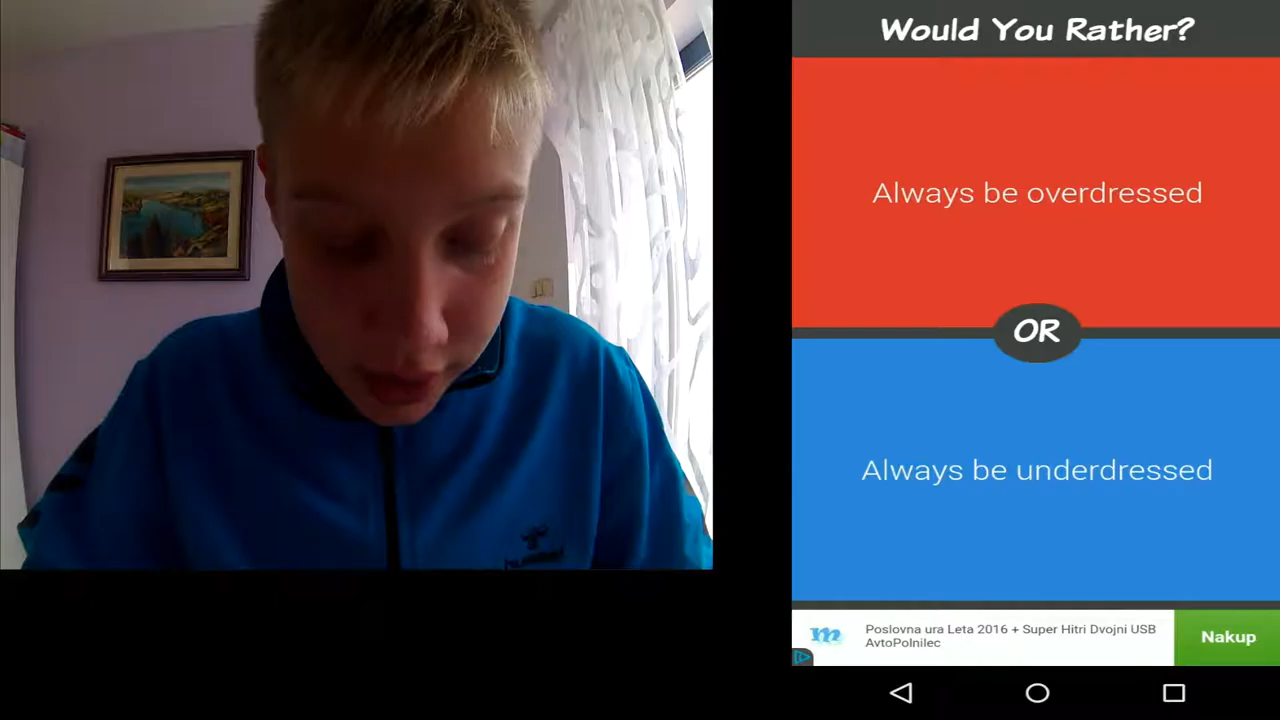 Would You Rather?
Always be overdressed
OR
Always be underdressed
Poslovna ura Leta 2016 + Super Hitri Dvojni USB
AvtoPolnilec
Nakup
hummel